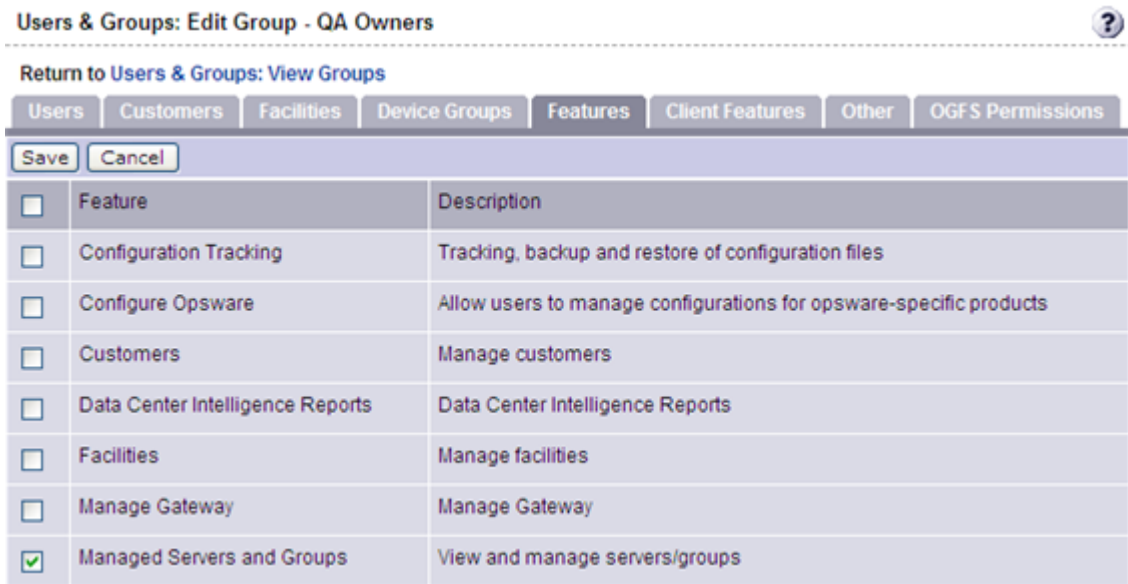 Users & Groups: Edit Group - QA Owners ?
Return to Users & Groups: View Groups
Users Customers Facilities Device Groups Features Client Features Other OGFS Permissions
Save Cancel
Feature Description
Configuration Tracking Tracking, backup and restore of configuration files
Configure Opsware Allow users to manage configurations for opsware-specific products
Customers Manage customers
Data Center Intelligence Reports Data Center Intelligence Reports
Facilities Manage facilities
Manage Gateway Manage Gateway
Managed Servers and Groups View and manage servers/groups